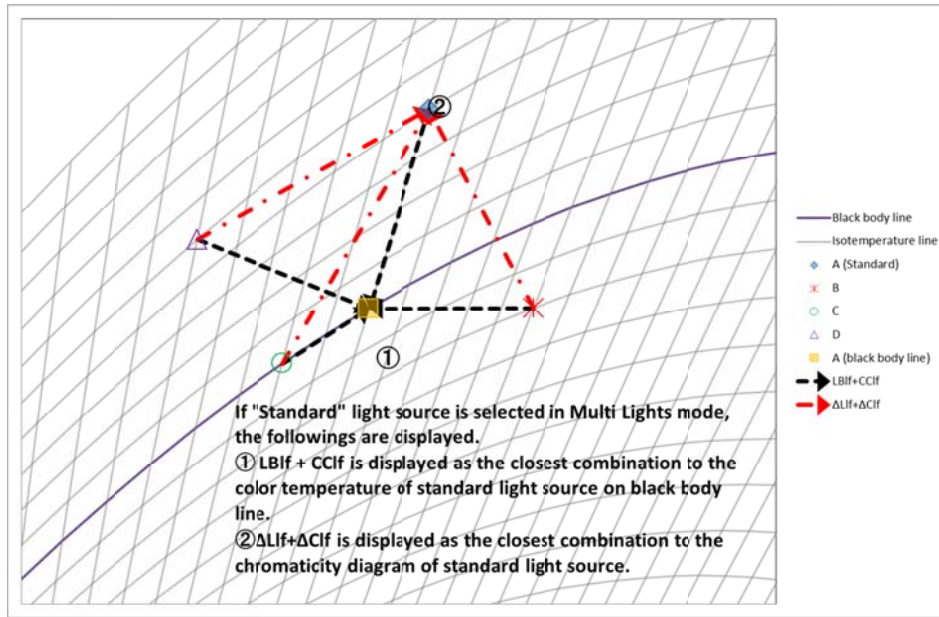 ②
①
If "Standard" light source is selected in Multi Lights mode,
the followings are displayed.
① LBlf + CClf is displayed as the closest combination to the
color temperature of standard light source on black body
line.
②ΔLlf+ΔClf is displayed as the closest combination to the
chromaticity diagram of standard light source.
Black body line
Isotemperature line
A (Standard)
B
C
D
A (black body line)
LBlf+CClf
ΔLlf+ΔClf